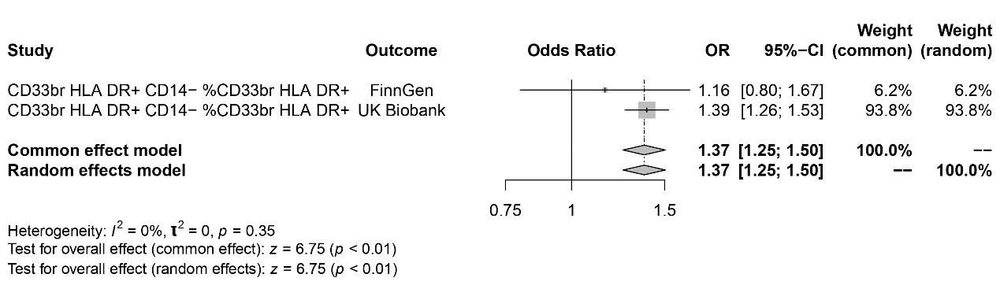 Weight Weight
Study Outcome Odds Ratio OR 95%−CI (common) (random)
CD33br HLA DR+ CD14− %CD33br HLA DR+ FinnGen 1.16 [0.80; 1.67] 6.2% 6.2%
CD33br HLA DR+ CD14− %CD33br HLA DR+ UK Biobank 1.39 [1.26; 1.53] 93.8% 93.8%
Common effect model 1.37 [1.25; 1.50] 100.0% −−
Random effects model 1.37 [1.25; 1.50] −− 100.0%
0.75 1 1.5
Heterogeneity: I² = 0%, τ² = 0, p = 0.35
Test for overall effect (common effect): z = 6.75 (p < 0.01)
Test for overall effect (random effects): z = 6.75 (p < 0.01)